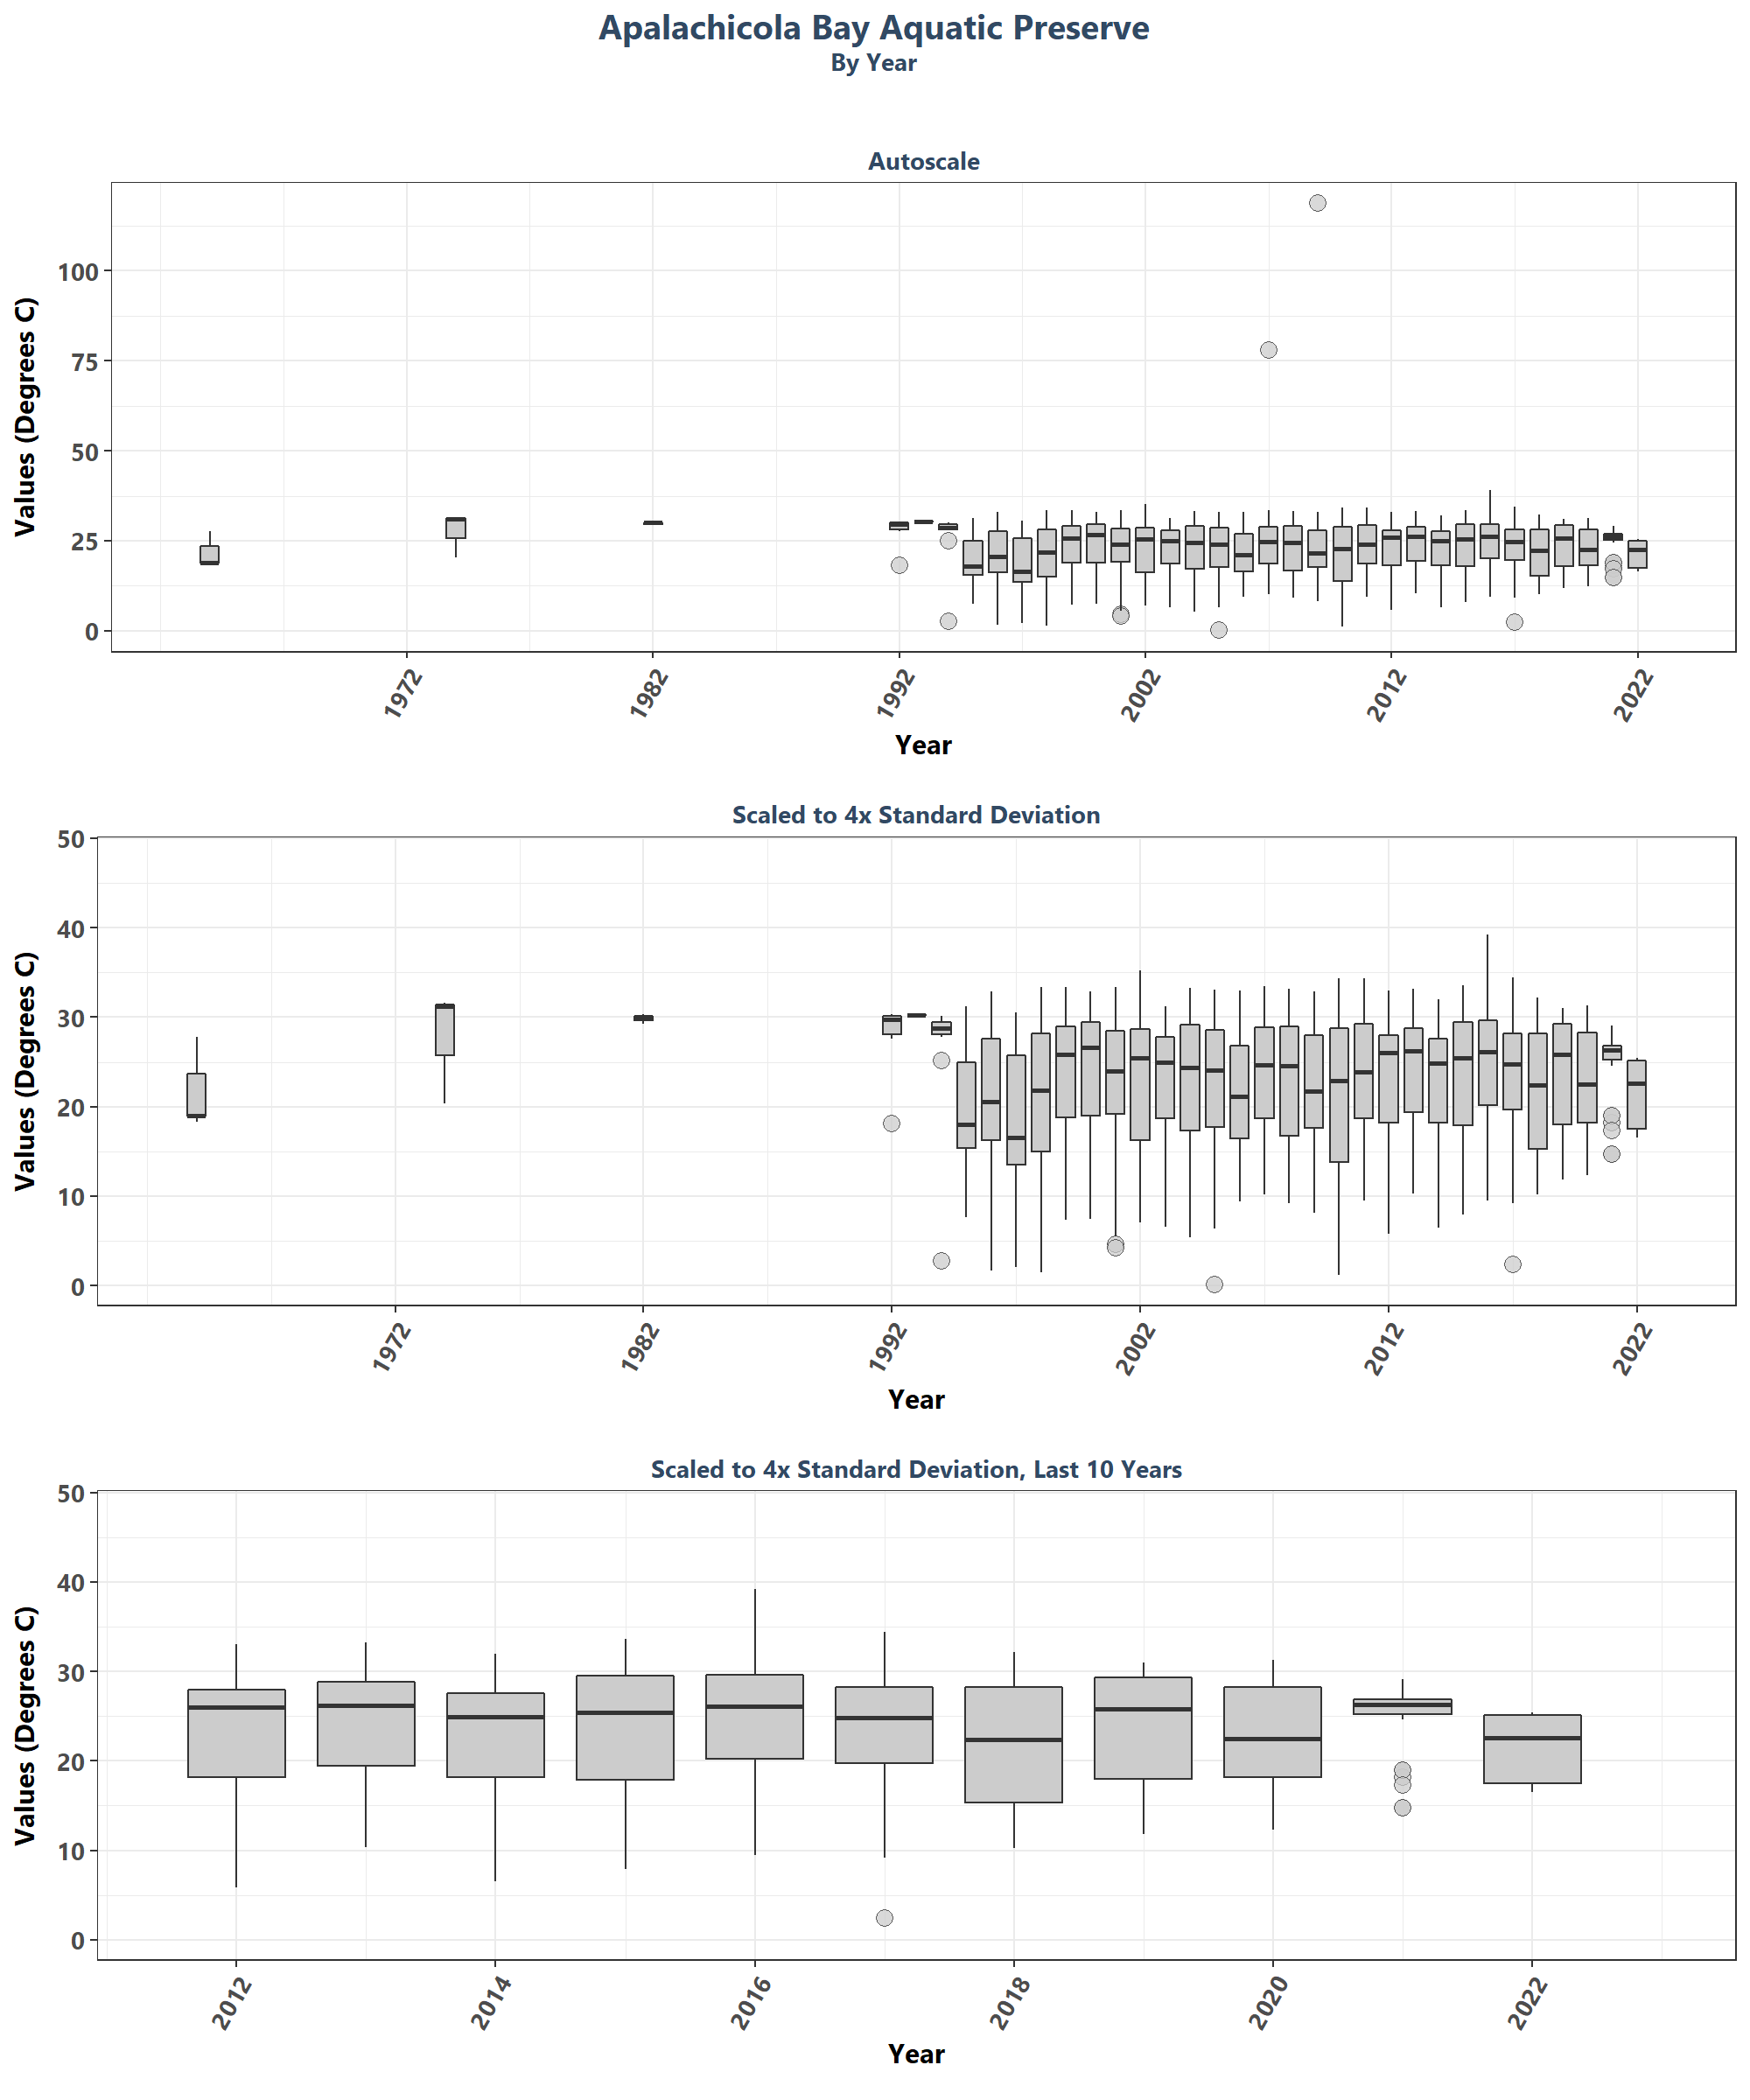 Apalachicola Bay Aquatic Preserve
By Year
Autoscale
Values (Degrees C)
100
75
50
25
0
1972 1982 1992 2002 2012 2022
Year
Scaled to 4x Standard Deviation
Values (Degrees C)
50
40
30
20
10
0
1972 1982 1992 2002 2012 2022
Year
Scaled to 4x Standard Deviation, Last 10 Years
Values (Degrees C)
50
40
30
20
10
0
2012 2014 2016 2018 2020 2022
Year